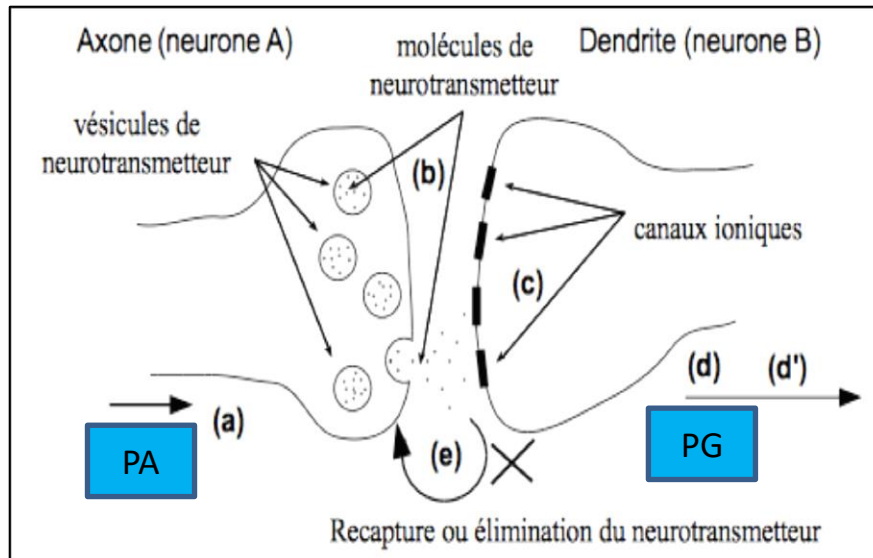 Axone (neurone A)
molécules de
neurotransmetteur
Dendrite (neurone B)
vésicules de
neurotransmetteur
(b)
canaux ioniques
(c)
(a)
(d)
(d')
PA
(e)
PG
Recapture ou élimination du neurotransmetteur